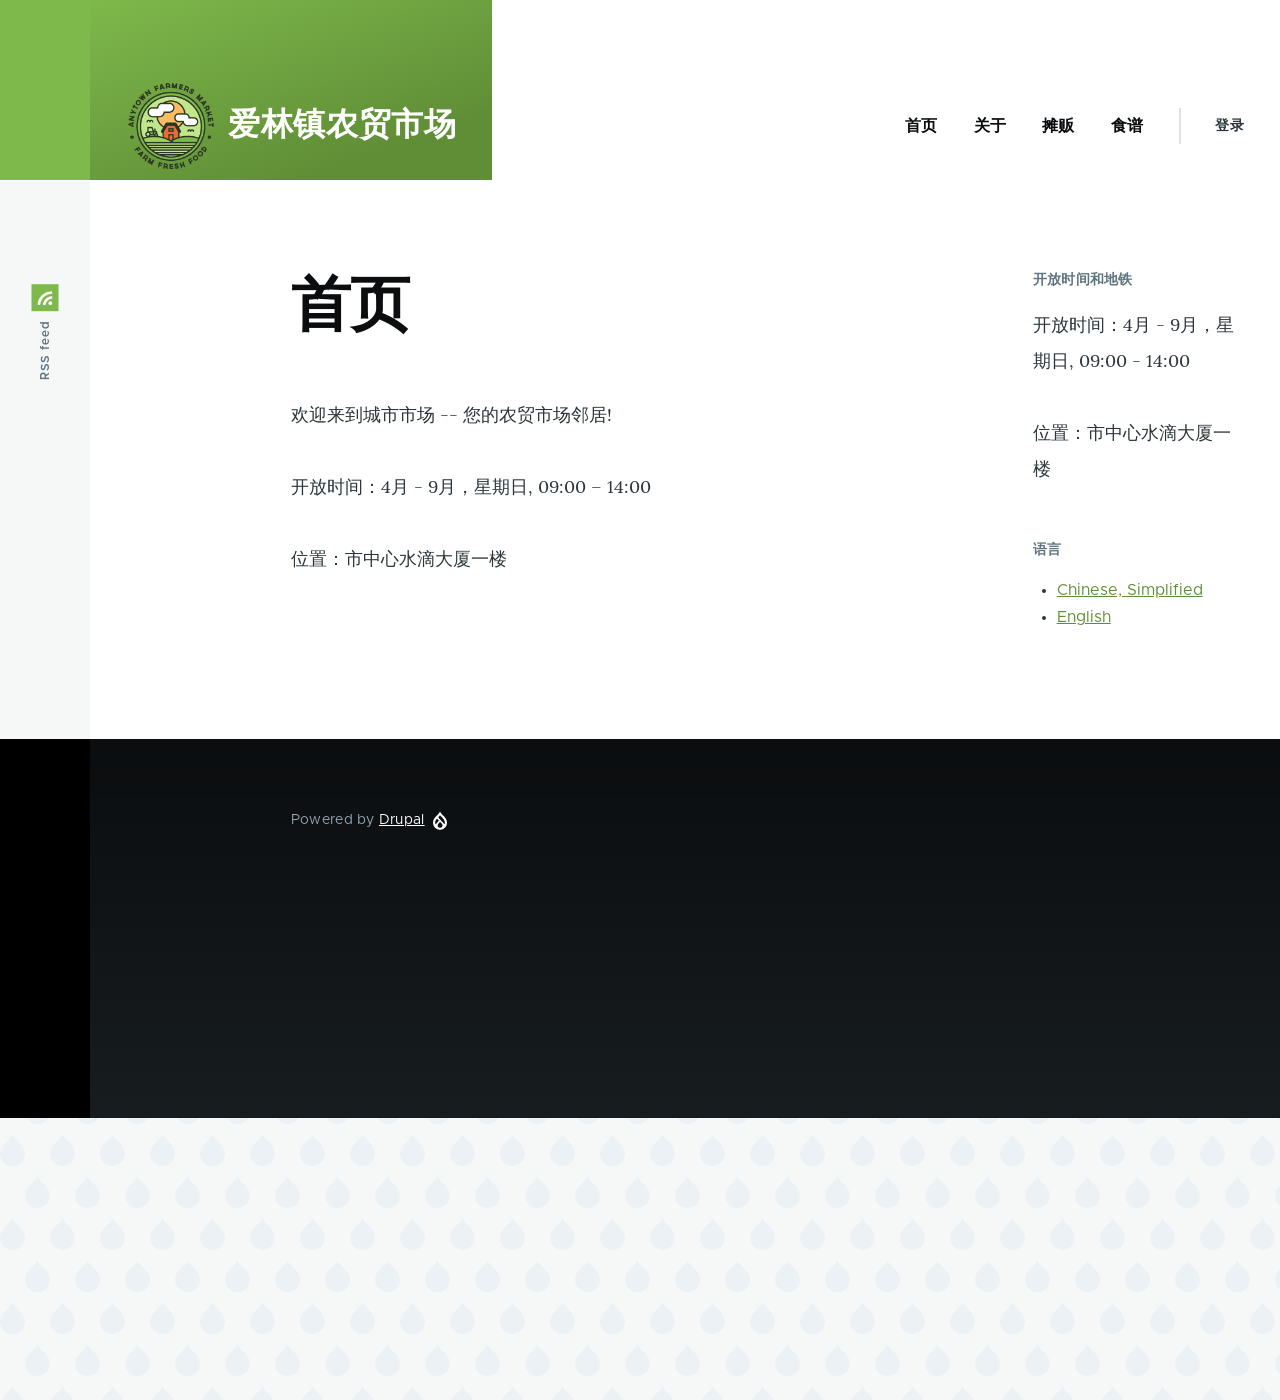 ANYTOWN FARMERS MARKET
FARM FRESH FOOD
爱林镇农贸市场
首页 关于 摊贩 食谱 登录
RSS feed
首页
欢迎来到城市市场 -- 您的农贸市场邻居!
开放时间：4月 - 9月，星期日, 09:00 – 14:00
位置：市中心水滴大厦一楼
开放时间和地铁
开放时间：4月 - 9月，星
期日, 09:00 - 14:00
位置：市中心水滴大厦一
楼
语言
Chinese, Simplified
English
Powered by Drupal